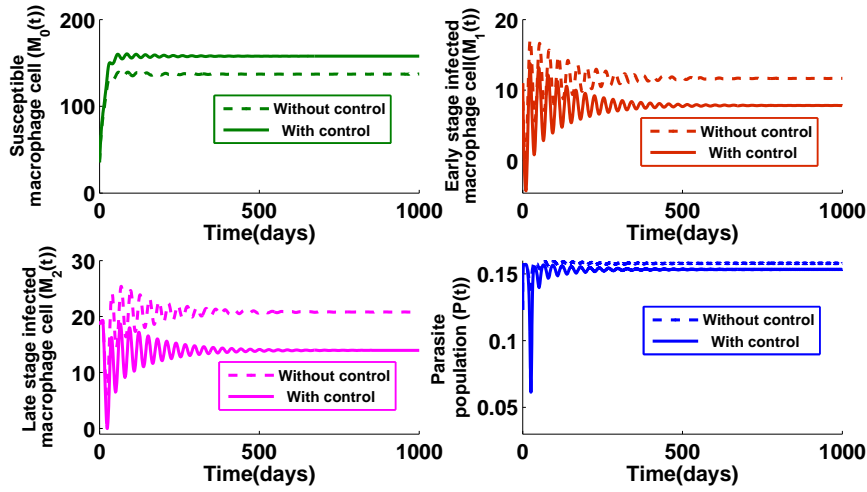 Susceptible
macrophage cell (M0(t))
200
100
0
0
500
1000
Time(days)
Without control
With control
Early stage infected
macrophage cell(M1(t))
20
10
0
0
500
1000
Time(days)
Without control
With control
Late stage infected
macrophage cell (M2(t))
30
20
10
0
0
500
1000
Time(days)
Without control
With control
Parasite
population (P(t))
0.15
0.1
0.05
0
500
1000
Time(days)
Without control
With control